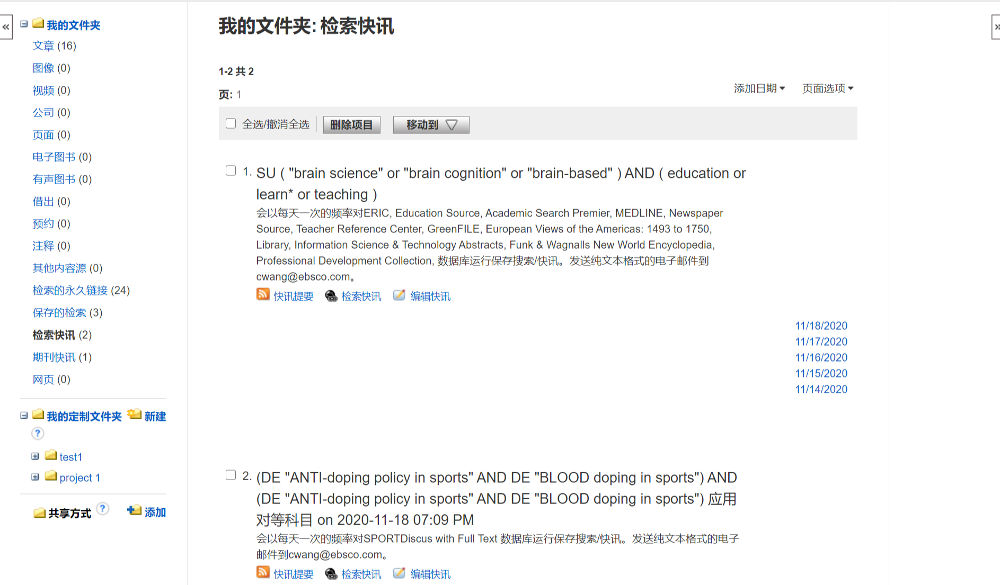 «
我的文件夹
文章 (16)
图像 (0)
视频 (0)
公司 (0)
页面 (0)
电子图书 (0)
有声图书 (0)
借出 (0)
预约 (0)
注释 (0)
其他内容源 (0)
检索的永久链接 (24)
保存的检索 (3)
检索快讯 (2)
期刊快讯 (1)
网页 (0)
我的定制文件夹 新建
?
test1
project 1
共享方式 ? 添加
我的文件夹: 检索快讯
1-2 共 2
页: 1
添加日期 页面选项
全选/撤消全选 删除项目 移动到
1. SU ( "brain science" or "brain cognition" or "brain-based" ) AND ( education or
learn* or teaching )
会以每天一次的频率对ERIC, Education Source, Academic Search Premier, MEDLINE, Newspaper
Source, Teacher Reference Center, GreenFILE, European Views of the Americas: 1493 to 1750,
Library, Information Science & Technology Abstracts, Funk & Wagnalls New World Encyclopedia,
Professional Development Collection, 数据库运行保存搜索/快讯。发送纯文本格式的电子邮件到
cwang@ebsco.com。
快讯提要 检索快讯 编辑快讯
11/18/2020
11/17/2020
11/16/2020
11/15/2020
11/14/2020
2. (DE "ANTI-doping policy in sports" AND DE "BLOOD doping in sports") AND
(DE "ANTI-doping policy in sports" AND DE "BLOOD doping in sports") 应用
对等科目 on 2020-11-18 07:09 PM
会以每天一次的频率对SPORTDiscus with Full Text 数据库运行保存搜索/快讯。发送纯文本格式的电子
邮件到cwang@ebsco.com。
快讯提要 检索快讯 编辑快讯
»